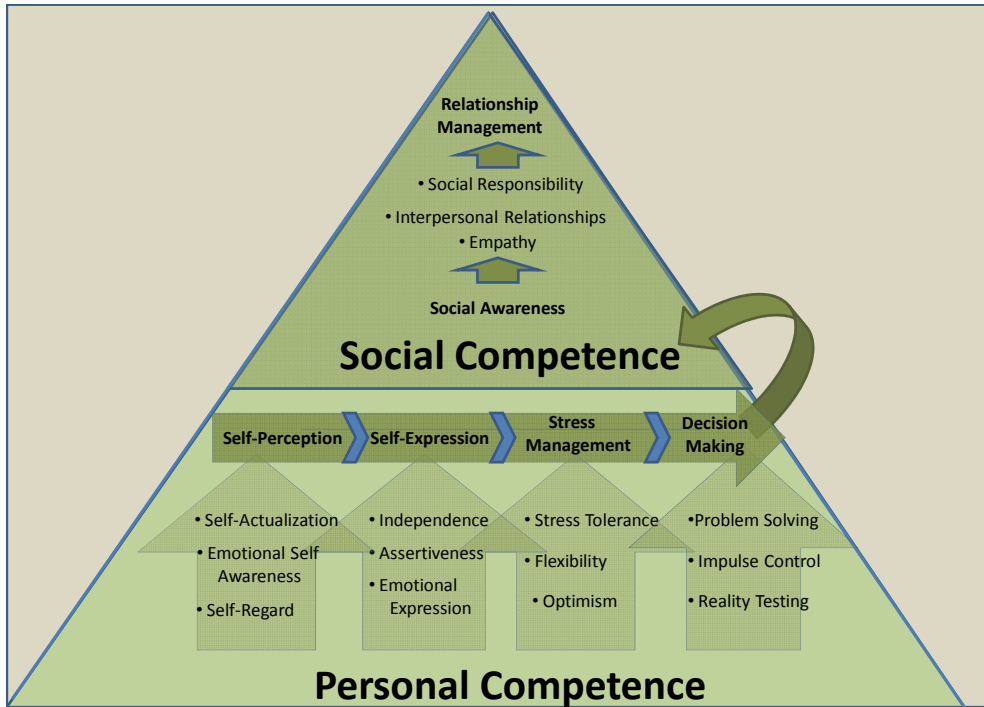 Relationship
Management
• Social Responsibility
• Interpersonal Relationships
• Empathy
Social Awareness
Social Competence
Self-Perception
Self-Expression
Stress
Management
Decision
Making
• Self-Actualization
• Emotional Self
Awareness
• Self-Regard
• Independence
• Assertiveness
• Emotional
Expression
• Stress Tolerance
• Flexibility
• Optimism
• Problem Solving
• Impulse Control
• Reality Testing
Personal Competence